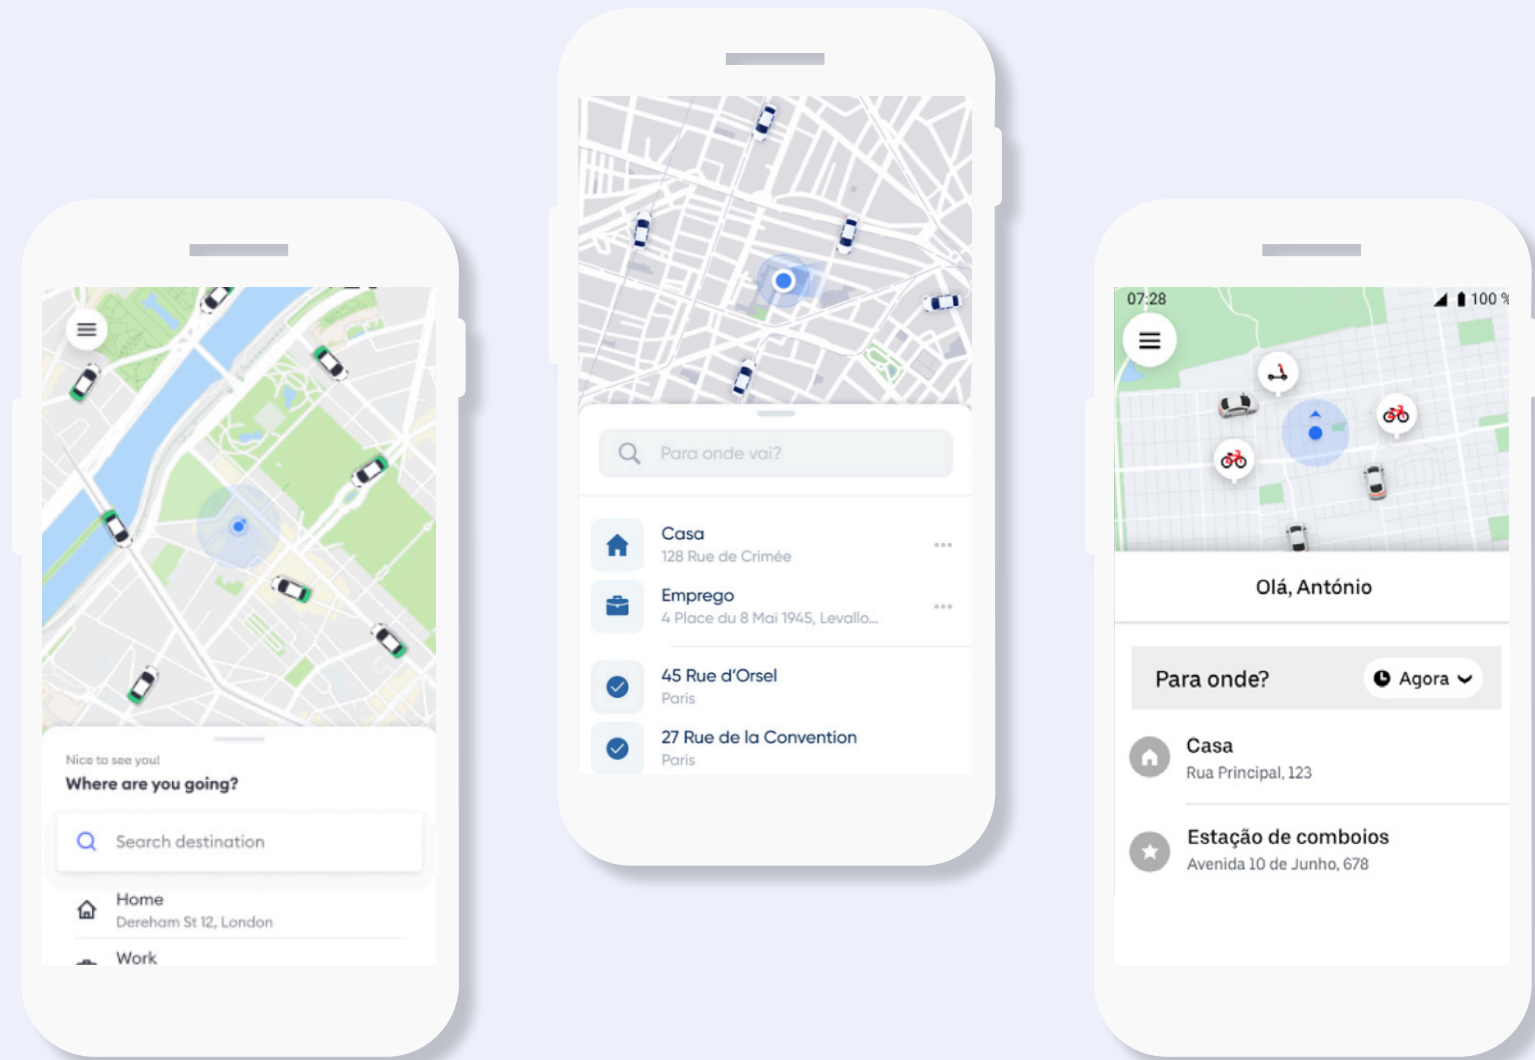 Nice to see you!
Where are you going?
Search destination
Home
Dereham St 12, London
Work
Para onde vai?
Casa
128 Rue de Crimée
Emprego
4 Place du 8 Mai 1945, Levallo...
45 Rue d'Orsel
Paris
27 Rue de la Convention
Paris
07:28
100 %
Olá, António
Para onde?
Agora
Casa
Rua Principal, 123
Estação de comboios
Avenida 10 de Junho, 678